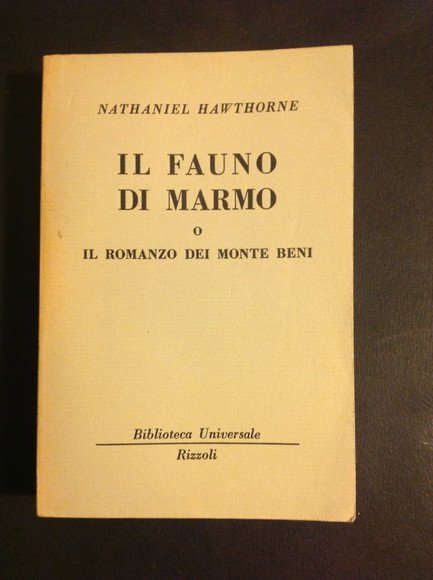 NATHANIEL HAWTHORNE
IL FAUNO
DI MARMO
O
IL ROMANZO DEI MONTE BENI
Biblioteca Universale
Rizzoli